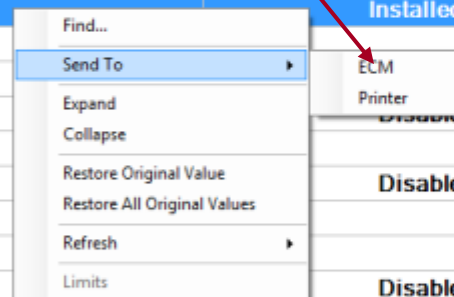 Installed
Find...
Send To
ECM
Expand
Printer
Collapse
Restore Original Value
Disable
Restore All Original Values
Refresh
Limits
Disable